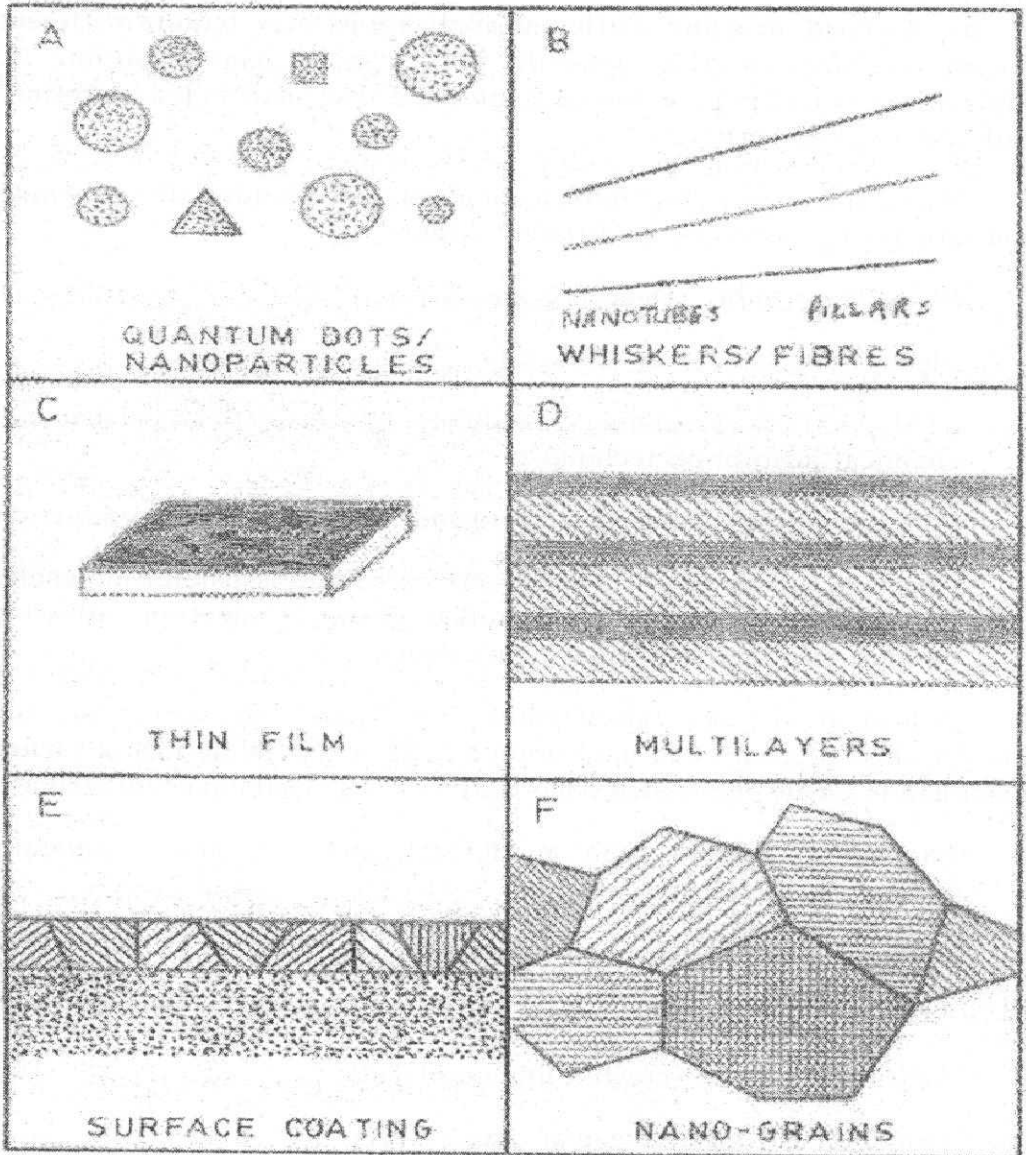 A
QUANTUM DOTS/
NANOPARTICLES
B
NANOTUBES PILLARS
WHISKERS/FIBRES
C
THIN FILM
D
MULTILAYERS
E
SURFACE COATING
F
NANO-GRAINS